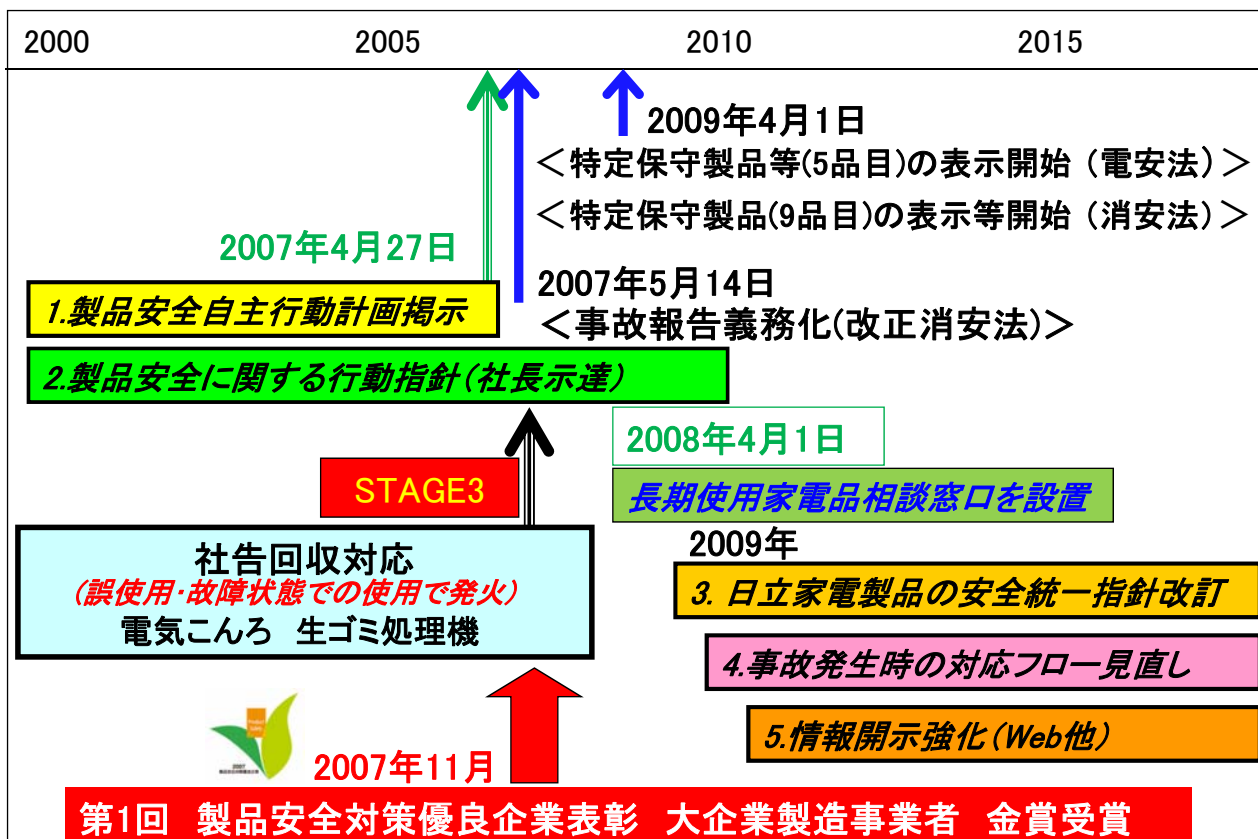 2000 2005 2010 2015
2009年4月1日
＜特定保守製品等(5品目)の表示開始（電安法）＞
＜特定保守製品(9品目)の表示等開始（消安法）＞
2007年4月27日
2007年5月14日
＜事故報告義務化(改正消安法)＞
1.製品安全自主行動計画掲示
2.製品安全に関する行動指針（社長示達）
2008年4月1日
STAGE3
長期使用家電品相談窓口を設置
社告回収対応
(誤使用・故障状態での使用で発火)
電気こんろ　生ゴミ処理機
2009年
3. 日立家電製品の安全統一指針改訂
4.事故発生時の対応フロー見直し
5.情報開示強化（Web他）
2007
2007年11月
第1回　製品安全対策優良企業表彰　大企業製造事業者　金賞受賞